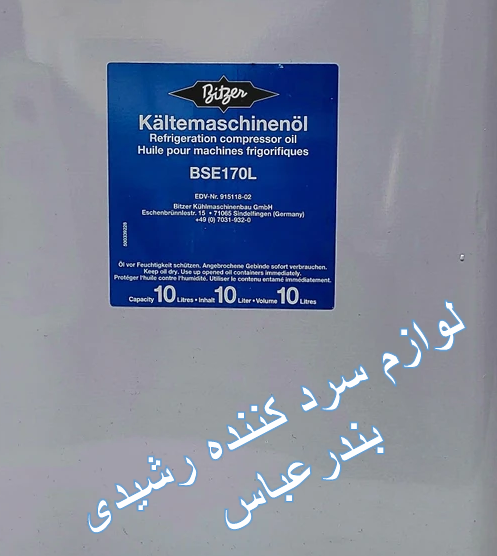 Bitzer
Kältemaschinenöl
Refrigeration compressor oil
Huile pour machines frigorifiques
BSE170L
EDV-Nr. 915118-02
Bitzer Kühlmaschinenbau GmbH
Eschenbrünnlestr. 15 • 71065 Sindelfingen (Germany)
+49 (0) 7031-932-0
Öl vor Feuchtigkeit schützen. Angebrochene Gebinde sofort verbrauchen.
Keep oil dry. Use up opened oil containers immediately.
Protéger l'huile contre l'humidité. Utiliser le contenu entamé immédiatement.
Capacity 10 Litres • Inhalt 10 Liter • Volume 10 Litres
لوازم سرد کننده رشیدی
بندرعباس